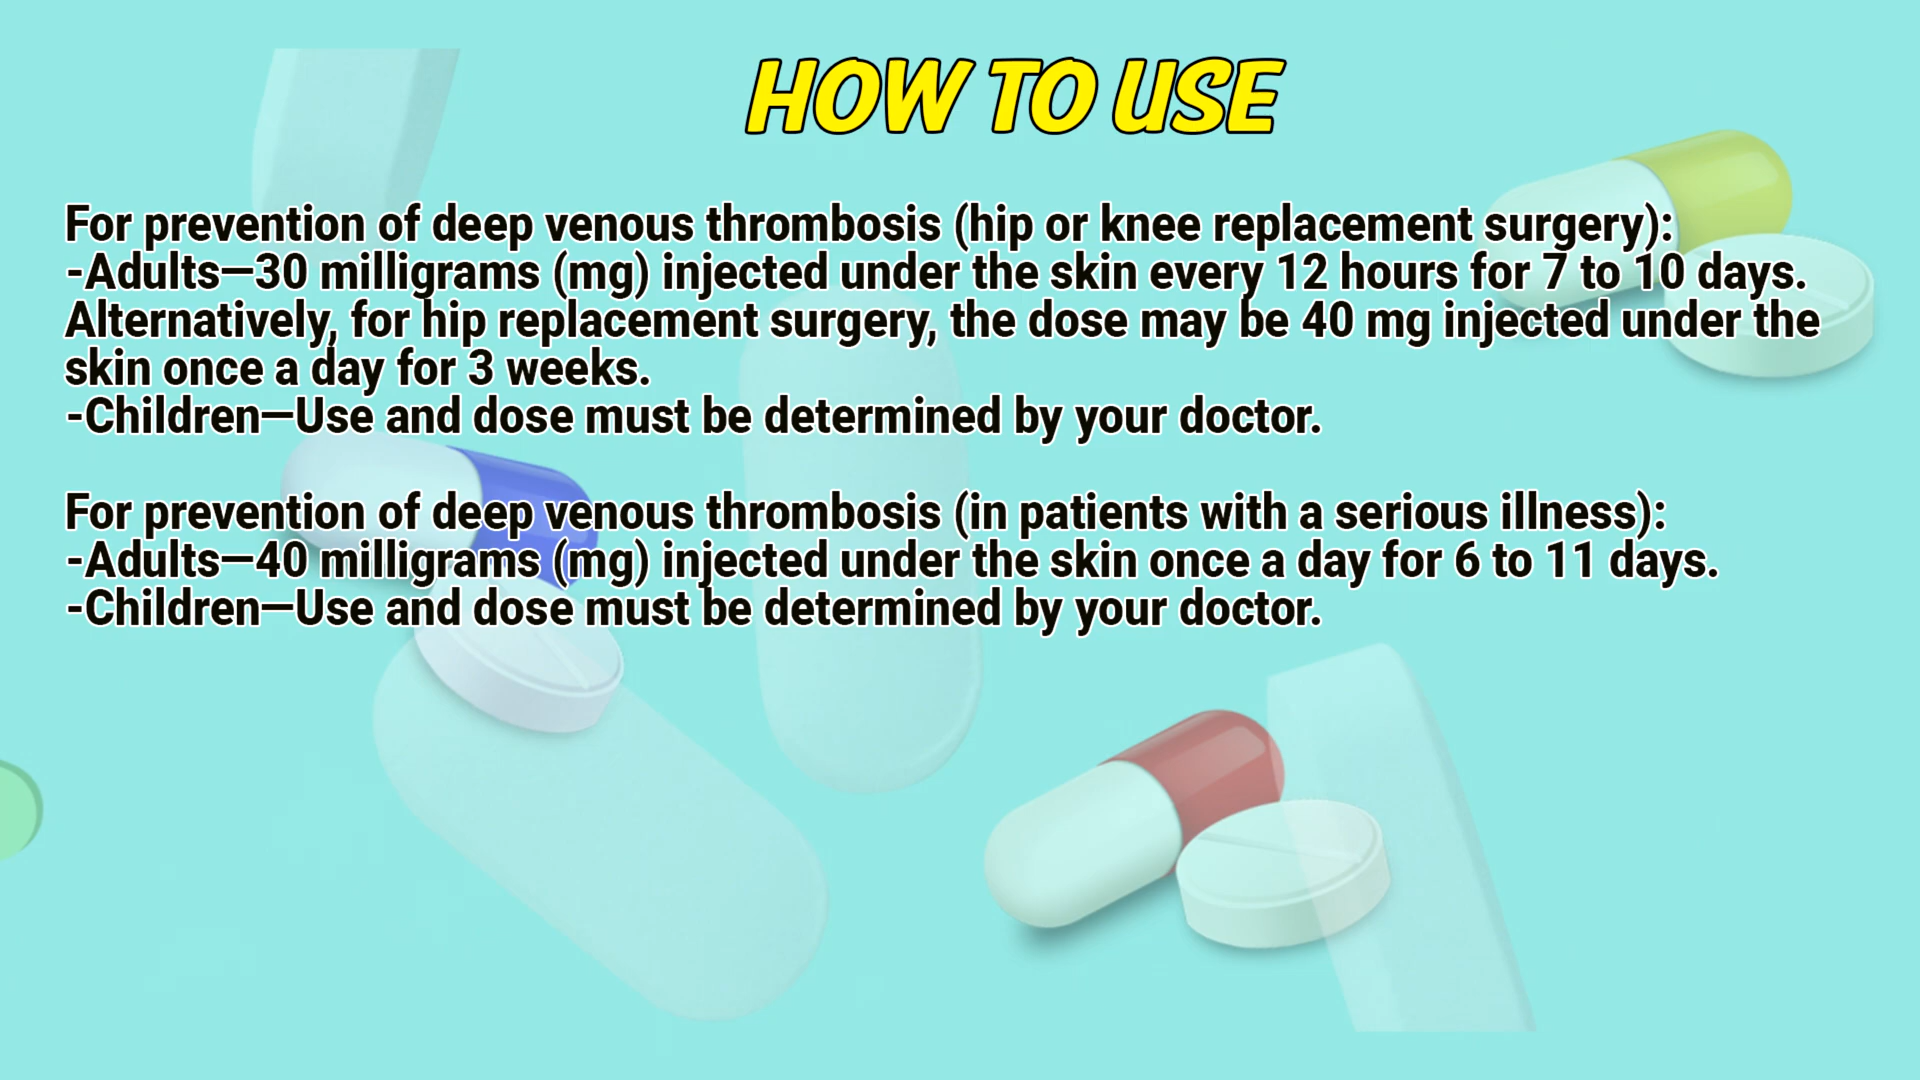 HOW TO USE
For prevention of deep venous thrombosis (hip or knee replacement surgery):
-Adults—30 milligrams (mg) injected under the skin every 12 hours for 7 to 10 days.
Alternatively, for hip replacement surgery, the dose may be 40 mg injected under the
skin once a day for 3 weeks.
-Children—Use and dose must be determined by your doctor.
For prevention of deep venous thrombosis (in patients with a serious illness):
-Adults—40 milligrams (mg) injected under the skin once a day for 6 to 11 days.
-Children—Use and dose must be determined by your doctor.